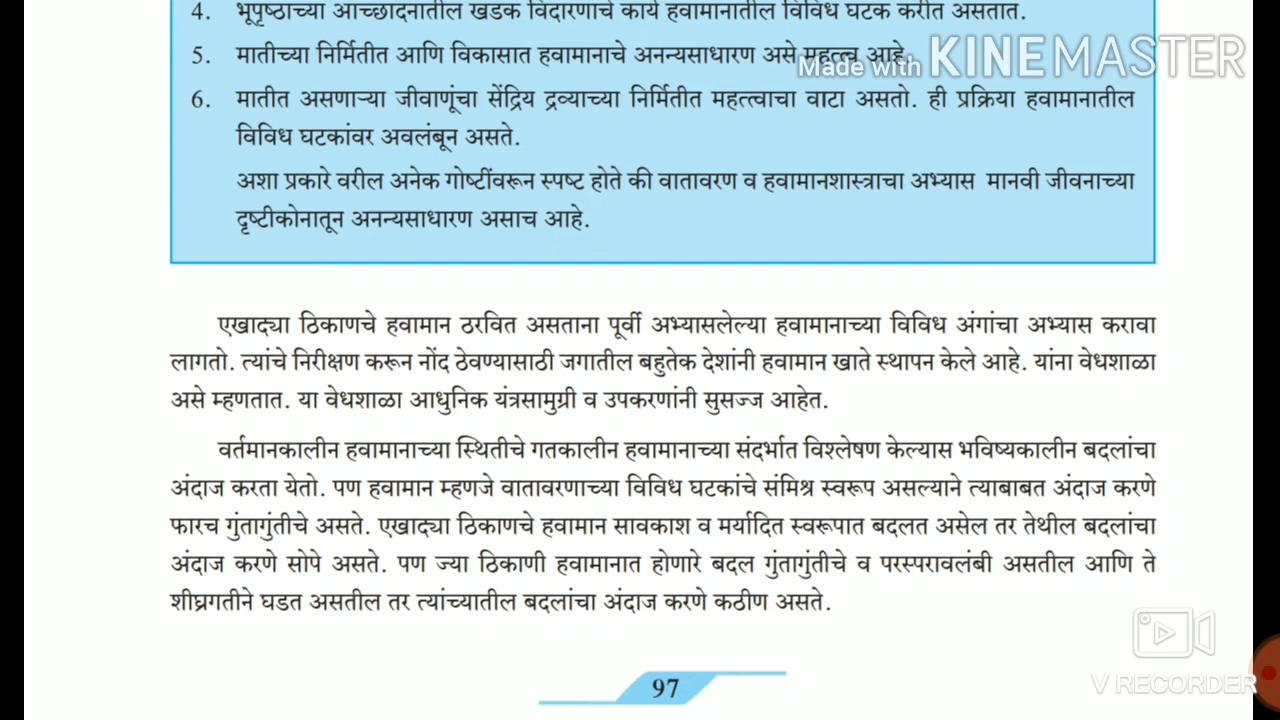 4. भूपृष्ठाच्या आच्छादनातील खडक विदारणाचे कार्य हवामानातील विविध घटक करीत असतात.
5. मातीच्या निर्मितीत आणि विकासात हवामानाचे अनन्यसाधारण असे महत्त्व आहे.
Made with KINEMASTER
6. मातीत असणाऱ्या जीवाणूंचा सेंद्रिय द्रव्याच्या निर्मितीत महत्त्वाचा वाटा असतो. ही प्रक्रिया हवामानातील
विविध घटकांवर अवलंबून असते.
अशा प्रकारे वरील अनेक गोष्टींवरून स्पष्ट होते की वातावरण व हवामानशास्त्राचा अभ्यास मानवी जीवनाच्या
दृष्टीकोनातून अनन्यसाधारण असाच आहे.
एखाद्या ठिकाणचे हवामान ठरवित असताना पूर्वी अभ्यासलेल्या हवामानाच्या विविध अंगांचा अभ्यास करावा
लागतो. त्यांचे निरीक्षण करून नोंद ठेवण्यासाठी जगातील बहुतेक देशांनी हवामान खाते स्थापन केले आहे. यांना वेधशाळा
असे म्हणतात. या वेधशाळा आधुनिक यंत्रसामुग्री व उपकरणांनी सुसज्ज आहेत.
वर्तमानकालीन हवामानाच्या स्थितीचे गतकालीन हवामानाच्या संदर्भात विश्लेषण केल्यास भविष्यकालीन बदलांचा
अंदाज करता येतो. पण हवामान म्हणजे वातावरणाच्या विविध घटकांचे संमिश्र स्वरूप असल्याने त्याबाबत अंदाज करणे
फारच गुंतागुंतीचे असते. एखाद्या ठिकाणचे हवामान सावकाश व मर्यादित स्वरूपात बदलत असेल तर तेथील बदलांचा
अंदाज करणे सोपे असते. पण ज्या ठिकाणी हवामानात होणारे बदल गुंतागुंतीचे व परस्परावलंबी असतील आणि ते
शीघ्रगतीने घडत असतील तर त्यांच्यातील बदलांचा अंदाज करणे कठीण असते.
97
V RECORDER